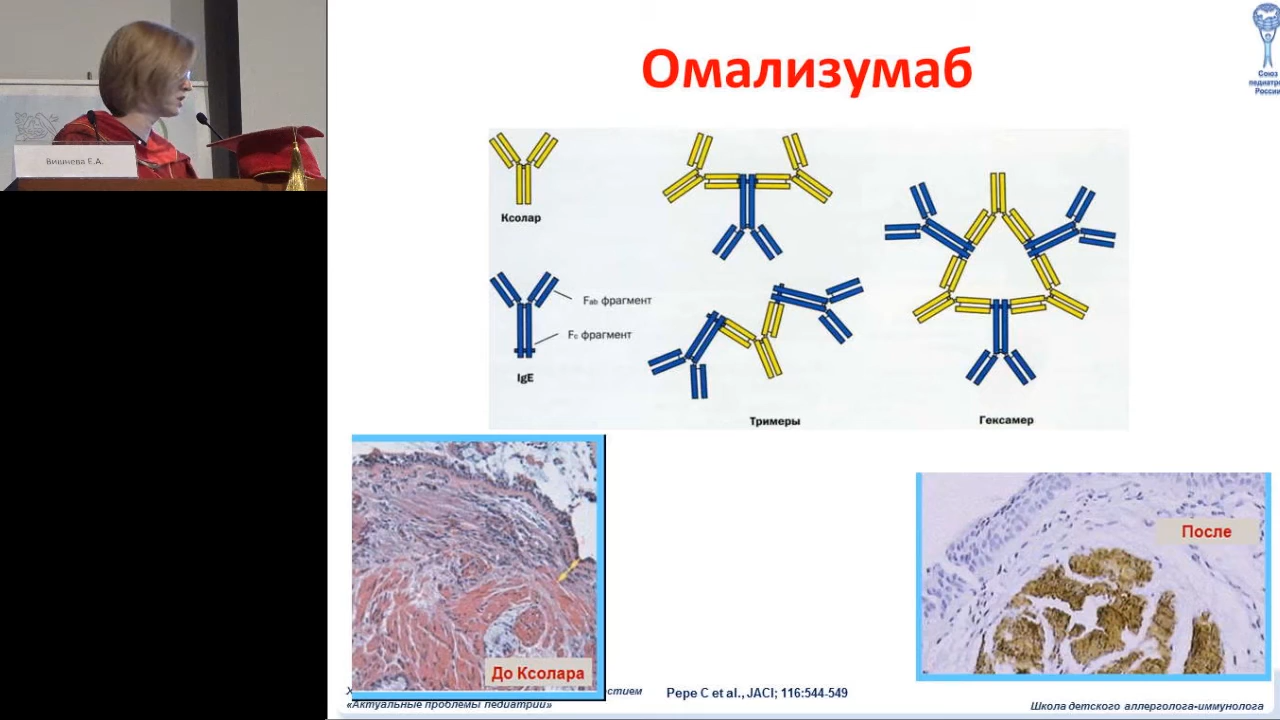 Вишнева Е.А.
Омализумаб
Союз
педиатров
России
Ксолар
Fab фрагмент
Fc фрагмент
IgE
Тримеры
Гексамер
До Ксолара
После
Pepe C et al., JACI; 116:544-549
«Актуальные проблемы педиатрии»
Школа детского аллерголога-иммунолога